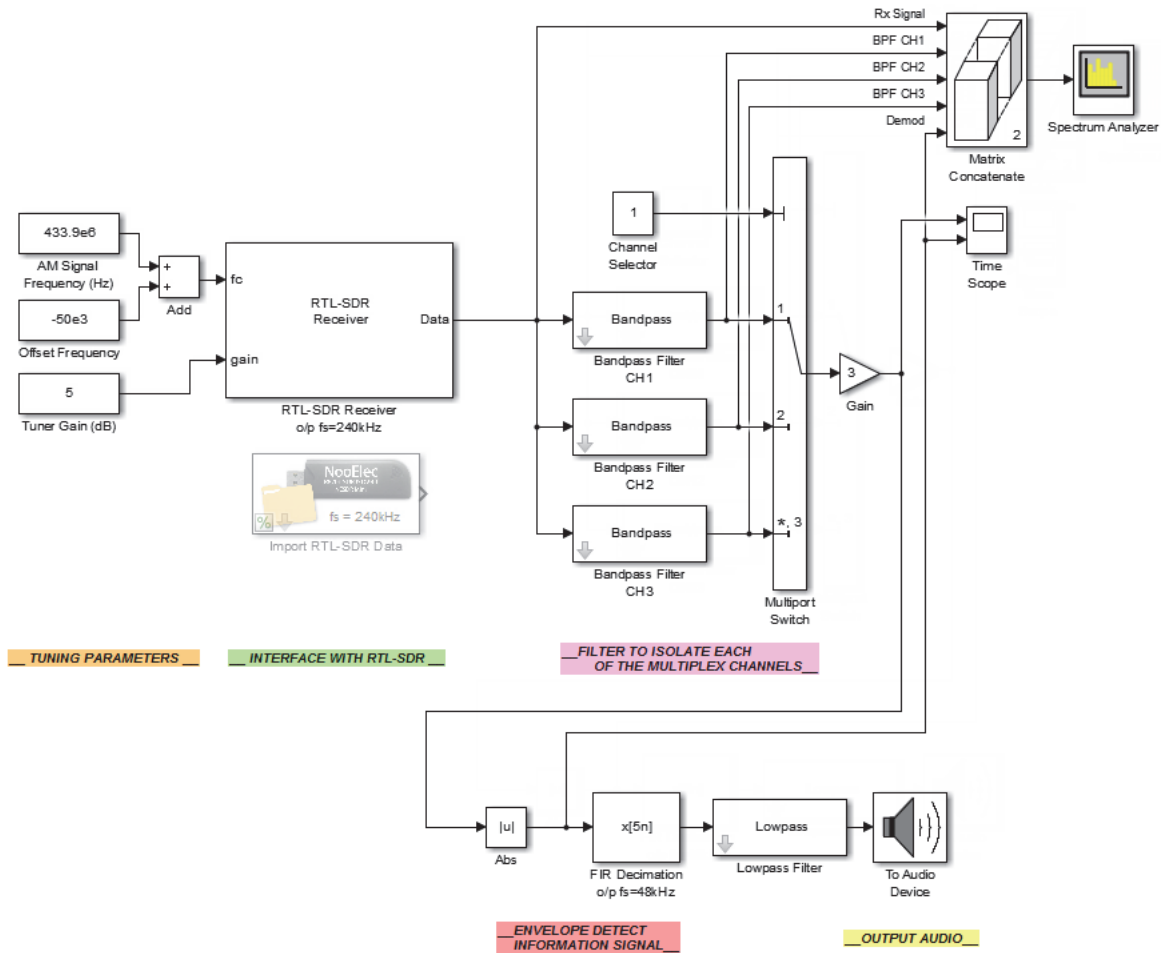 Rx Signal
BPF CH1
BPF CH2
BPF CH3
Demod
2
Matrix
Concatenate
Spectrum Analyzer
1
Channel
Selector
Time
Scope
433.9e6
AM Signal
Frequency (Hz)
-50e3
Offset Frequency
5
Tuner Gain (dB)
+
+
Add
fc
gain
RTL-SDR
Receiver
Data
RTL-SDR Receiver
o/p fs=240kHz
NooElec
fs = 240kHz
%
Import RTL-SDR Data
Bandpass
Bandpass Filter
CH1
Bandpass
Bandpass Filter
CH2
Bandpass
Bandpass Filter
CH3
1
2
*, 3
Multiport
Switch
3
Gain
__ TUNING PARAMETERS __
__ INTERFACE WITH RTL-SDR __
__FILTER TO ISOLATE EACH
OF THE MULTIPLEX CHANNELS__
|u|
Abs
x[5n]
FIR Decimation
o/p fs=48kHz
Lowpass
Lowpass Filter
To Audio
Device
__ENVELOPE DETECT
INFORMATION SIGNAL__
__OUTPUT AUDIO__